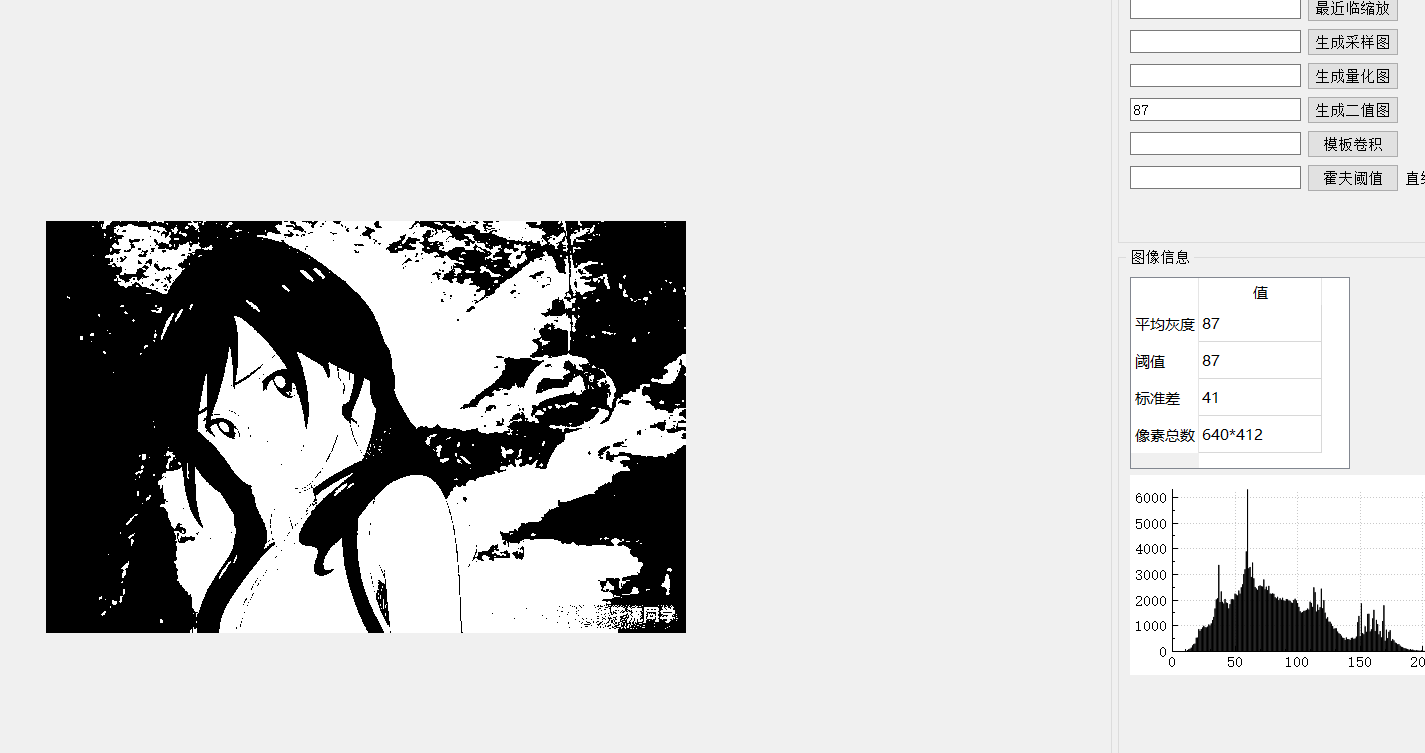 最近临缩放
生成采样图
生成量化图
87 生成二值图
模板卷积
霍夫阈值
图像信息
值
平均灰度 87
阈值 87
标准差 41
像素总数 640*412
6000
5000
4000
3000
2000
1000
0
0 50 100 150
同学